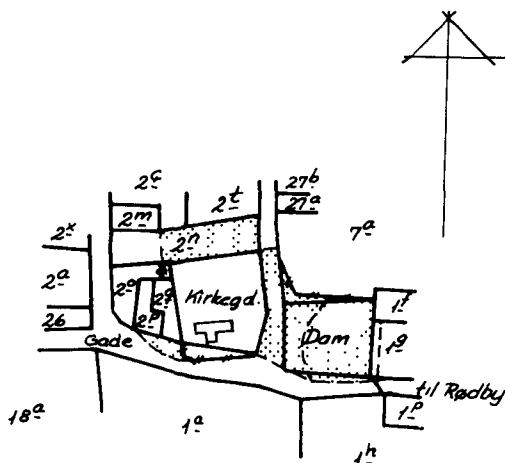 2ç
27ᵇ
2ᵐ
2ᵗ
27ᵃ
2ˣ
2ⁿ
7ᵃ
2ᵃ
2ᵒ
2q
Kirkegd.
1ᶠ
26
2ᵖ
Dam
1ᵍ
Gade
til Rødby
18ᵃ
1ᵃ
1ᵖ
1ʰ